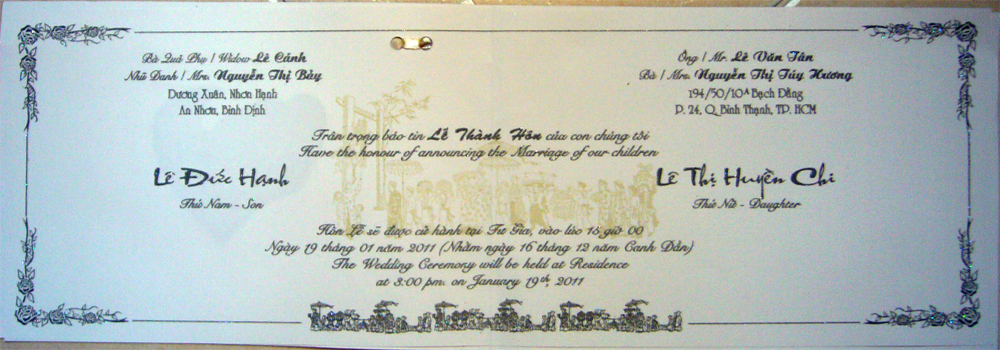 Bà Quả Phụ / Widow Lê Cảnh
Nhũ Danh / Mrs. Nguyễn Thị Bảy
Dương Xuân, Nhơn Hạnh
An Nhơn, Bình Định
Ông / Mr. Lê Văn Tân
Bà / Mrs. Nguyễn Thị Túy Hương
194/50/10A Bạch Đằng
P. 24, Q. Bình Thạnh, TP. HCM
Trân trọng báo tin Lễ Thành Hôn của con chúng tôi
Have the honour of announcing the Marriage of our children
Lê Đức Hạnh
Thứ Nam - Son
Lê Thị Huyền Chi
Thứ Nữ - Daughter
Hôn Lễ sẽ được cử hành tại Tư Gia, vào lúc 15 giờ 00
Ngày 19 tháng 01 năm 2011 (Nhằm ngày 16 tháng 12 năm Canh Dần)
The Wedding Ceremony will be held at Residence
at 3:00 pm. on January 19th, 2011